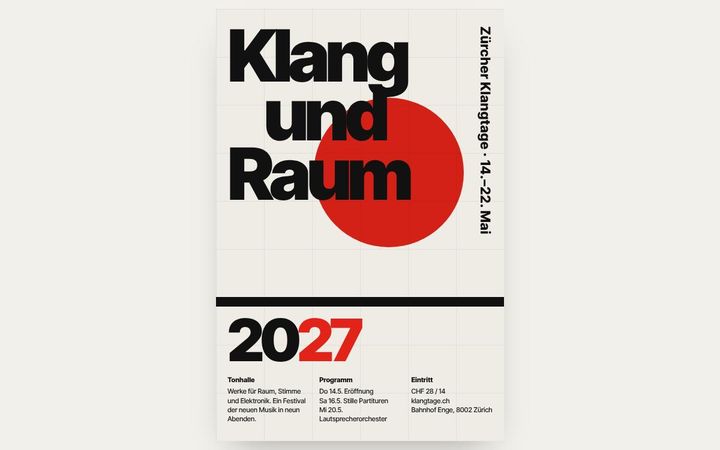 Klang
und
Raum
Zürcher Klangtage · 14.–22. Mai
2027
Tonhalle
Werke für Raum, Stimme
und Elektronik. Ein Festival
der neuen Musik in neun
Abenden.
Programm
Do 14.5. Eröffnung
Sa 16.5. Stille Partituren
Mi 20.5.
Lautsprecherorchester
Eintritt
CHF 28 / 14
klangtage.ch
Bahnhof Enge, 8002 Zürich